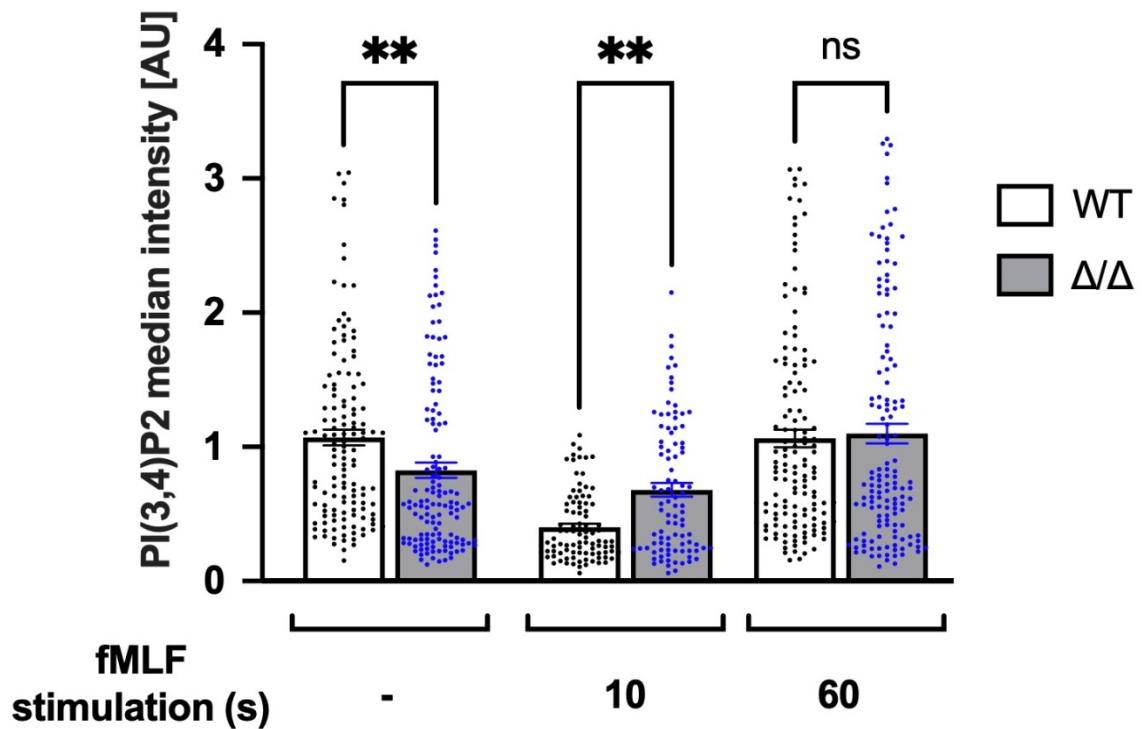 PI(3,4)P2 median intensity [AU]
4
3
2
1
0
**
**
ns
WT
Δ/Δ
fMLF
stimulation (s)
-
10
60